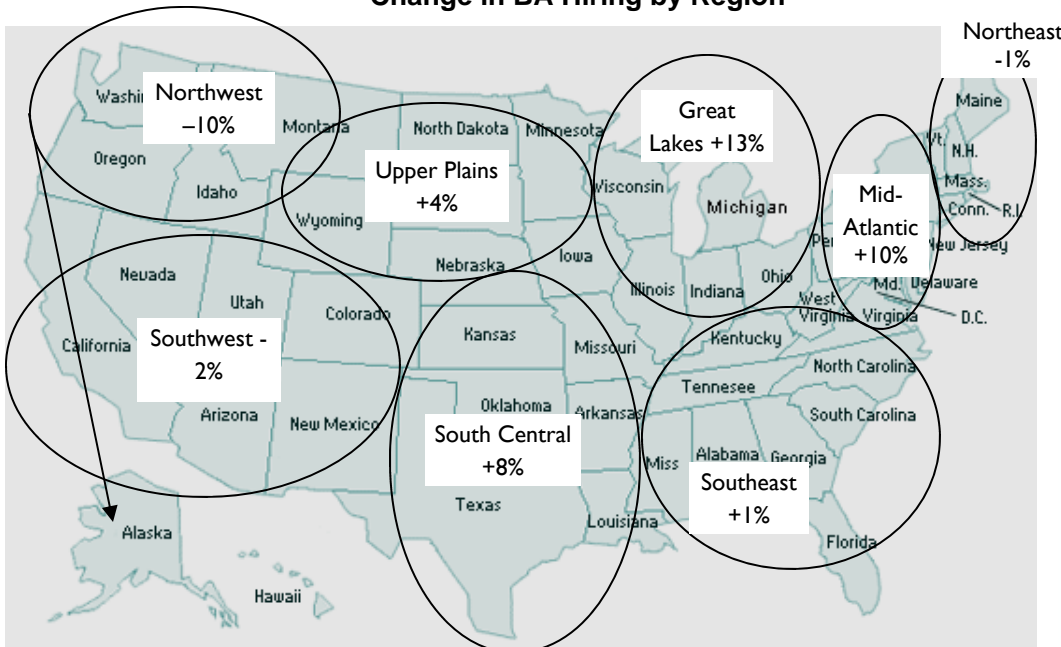 Change in BA Hiring by Region
Northeast
-1%
Northwest
–10%
Great
Lakes +13%
Upper Plains
+4%
Mid-
Atlantic
+10%
Southwest -
2%
South Central
+8%
Southeast
+1%
Washin
Oregon
Idaho
Montana
North Dakota
Minnesota
Wyoming
Nebraska
Iowa
Wisconsin
Michigan
Illinois
Indiana
Ohio
Pe
Vt.
N.H.
Maine
Mass.
Conn.
R.I.
New Jersey
Delaware
Md.
D.C.
West
Virginia
Virginia
Nevada
Utah
Colorado
California
Arizona
New Mexico
Kansas
Missouri
Oklahoma
Arkansas
Texas
Louisiana
Kentucky
Tennesee
North Carolina
South Carolina
Miss
Alabama
Georgia
Florida
Alaska
Hawaii